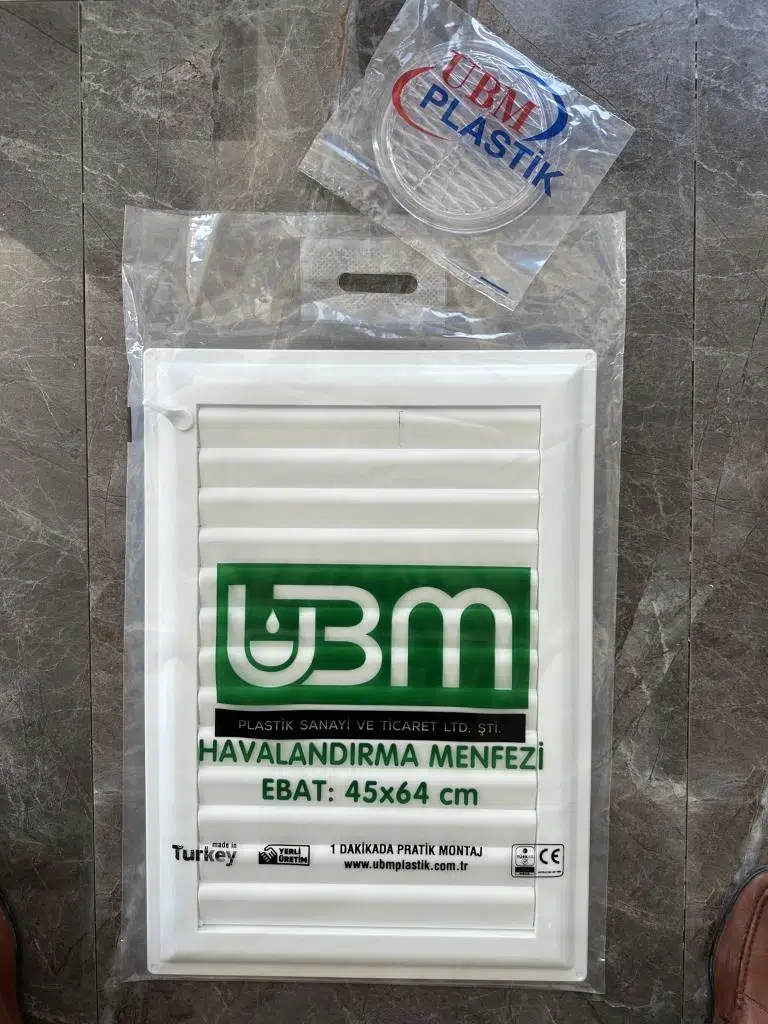 UBM
PLASTİK
UBM
PLASTİK SANAYİ VE TİCARET LTD. ŞTİ.
HAVALANDIRMA MENFEZİ
EBAT: 45x64 cm
made in
Turkey
YERLİ
ÜRETİM
1 DAKİKADA PRATİK MONTAJ
www.ubmplastik.com.tr
CE